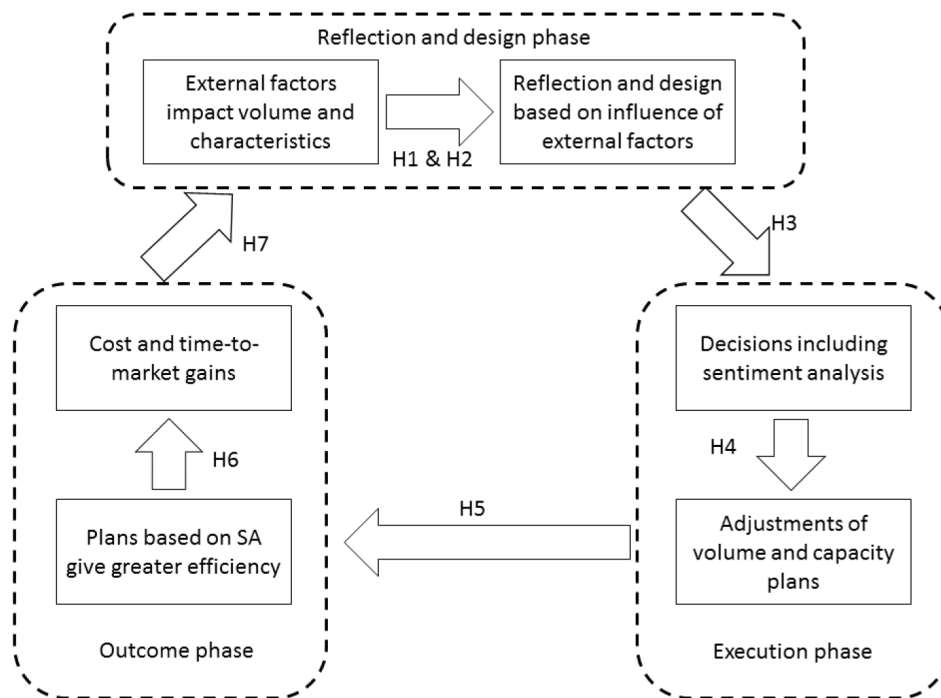 Reflection and design phase
External factors
impact volume and
characteristics
H1 & H2
Reflection and design
based on influence of
external factors
H3
Decisions including
sentiment analysis
H4
Adjustments of
volume and capacity
plans
Execution phase
H5
Plans based on SA
give greater efficiency
Outcome phase
H6
Cost and time-to-
market gains
H7